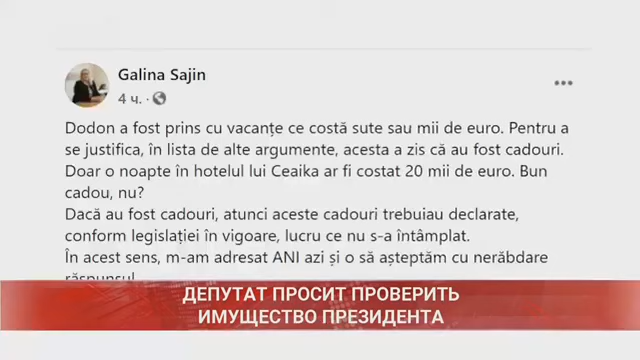 Galina Sajin
4 ч. ·
Dodon a fost prins cu vacanțe ce costă sute sau mii de euro. Pentru a
se justifica, în lista de alte argumente, acesta a zis că au fost cadouri.
Doar o noapte în hotelul lui Ceaika ar fi costat 20 mii de euro. Bun
cadou, nu?
Dacă au fost cadouri, atunci aceste cadouri trebuiau declarate,
conform legislației în vigoare, lucru ce nu s-a întâmplat.
În acest sens, m-am adresat ANI azi și o să așteptăm cu nerăbdare
răspunsul
ДЕПУТАТ ПРОСИТ ПРОВЕРИТЬ
ИМУЩЕСТВО ПРЕЗИДЕНТА